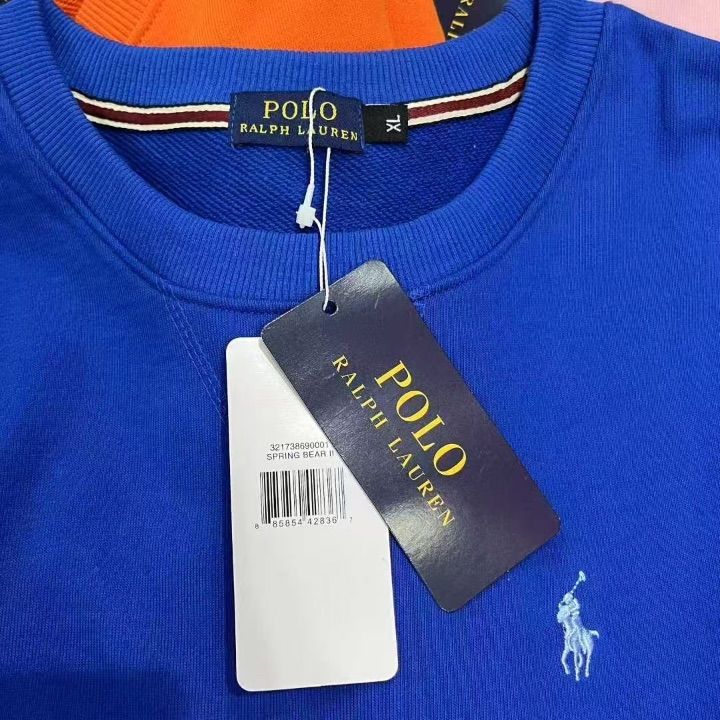 POLO
RALPH LAUREN
XL
POLO
RALPH LAUREN
321738690001
SPRING BEAR II
8 85854 42836 7